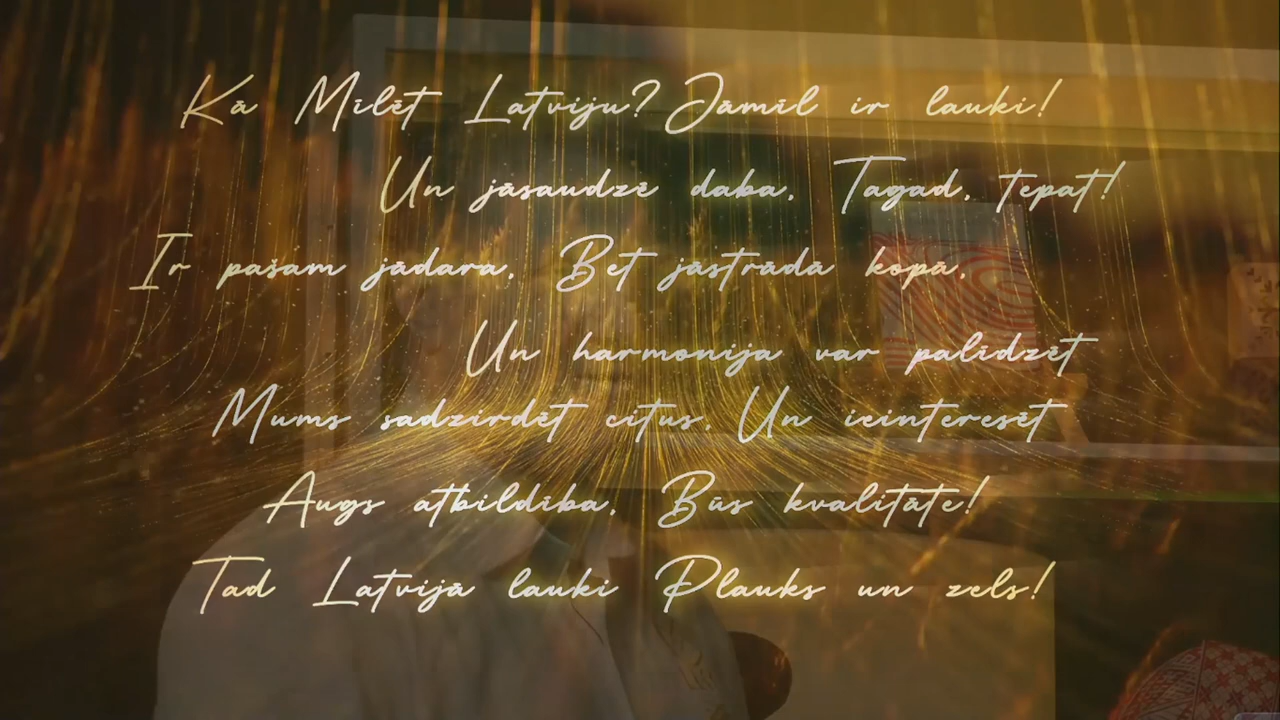 Kā Mīlēt Latviju? Jāmīl ir lauki!
Un jāsaudzē daba, Tagad, tepat!
Ir pašam jādara, Bet jāstrādā kopā,
Un harmonija var palīdzēt
Mums sadzirdēt citus, Un ieinteresēt
Augs atbildība, Būs kvalitāte!
Tad Latvijā lauki Plauks un zels!